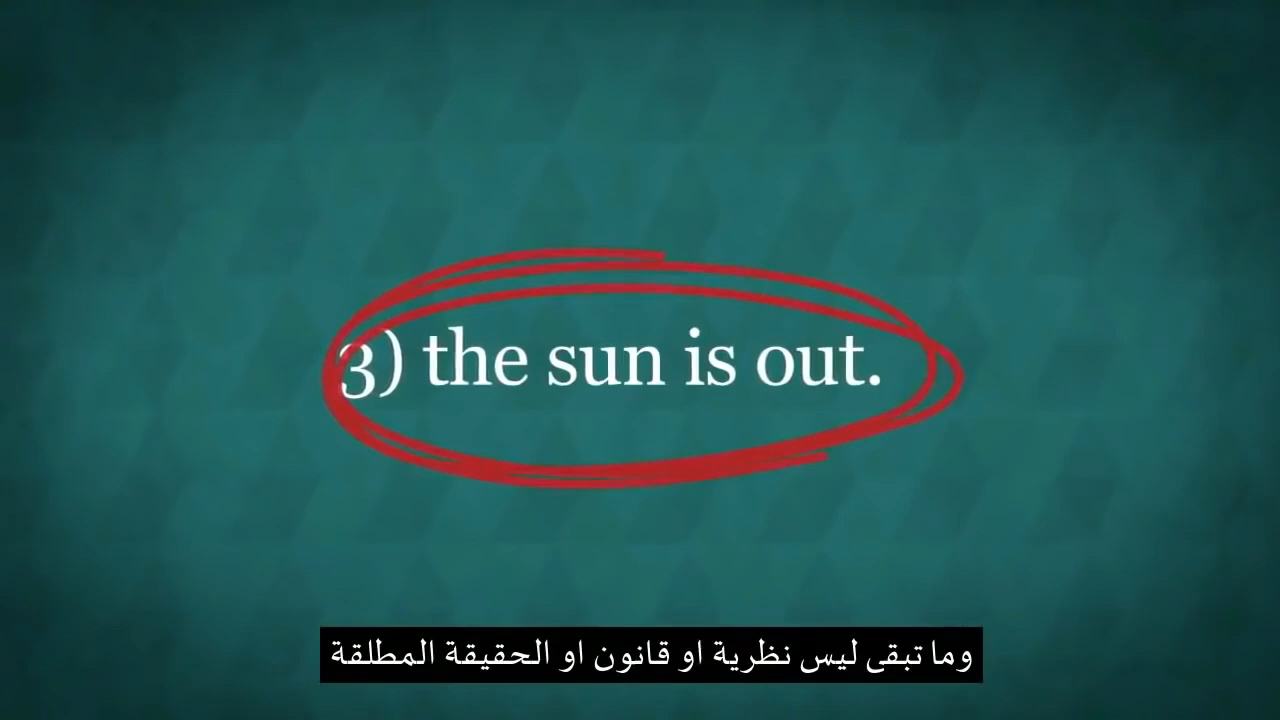 3) the sun is out.
وما تبقى ليس نظرية او قانون او الحقيقة المطلقة